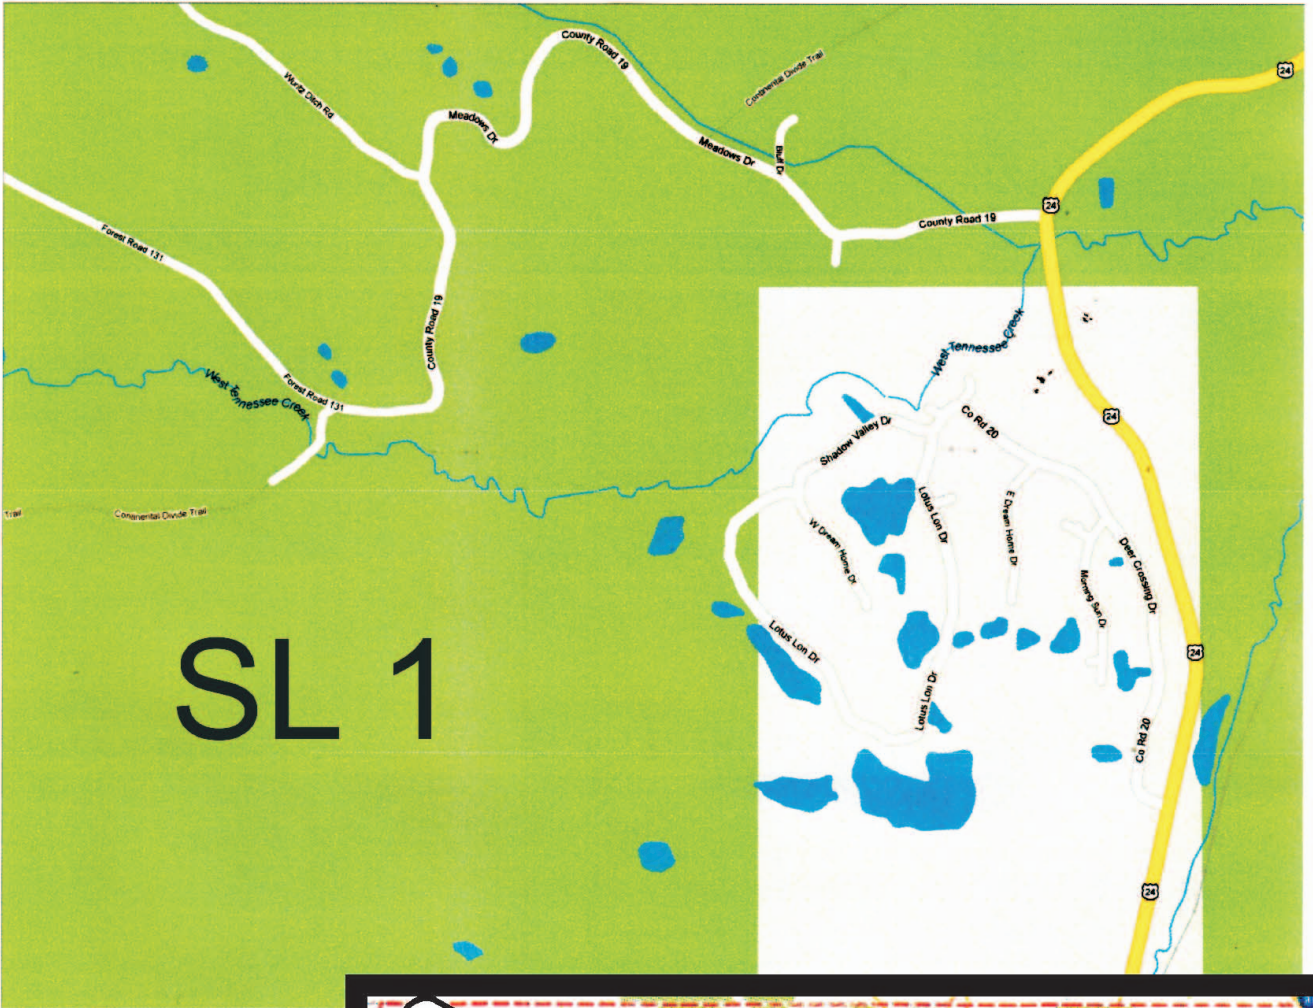 24
County Road 19
Continental Divide Trail
Wurtz Ditch Rd
Meadows Dr
Meadows Dr
Bluff Dr
24
County Road 19
Forest Road 131
County Road 19
West Tennessee Creek
West Tennessee Creek
Forest Road 131
Co Rd 20
24
Shadow Valley Dr
Trail
Continental Divide Trail
Lotus Lon Dr
E Dream Home Dr
W Dream Home Dr
Deer Crossing Dr
Morning Sun Dr
Lotus Lon Dr
24
SL 1
Lotus Lon Dr
Co Rd 20
24